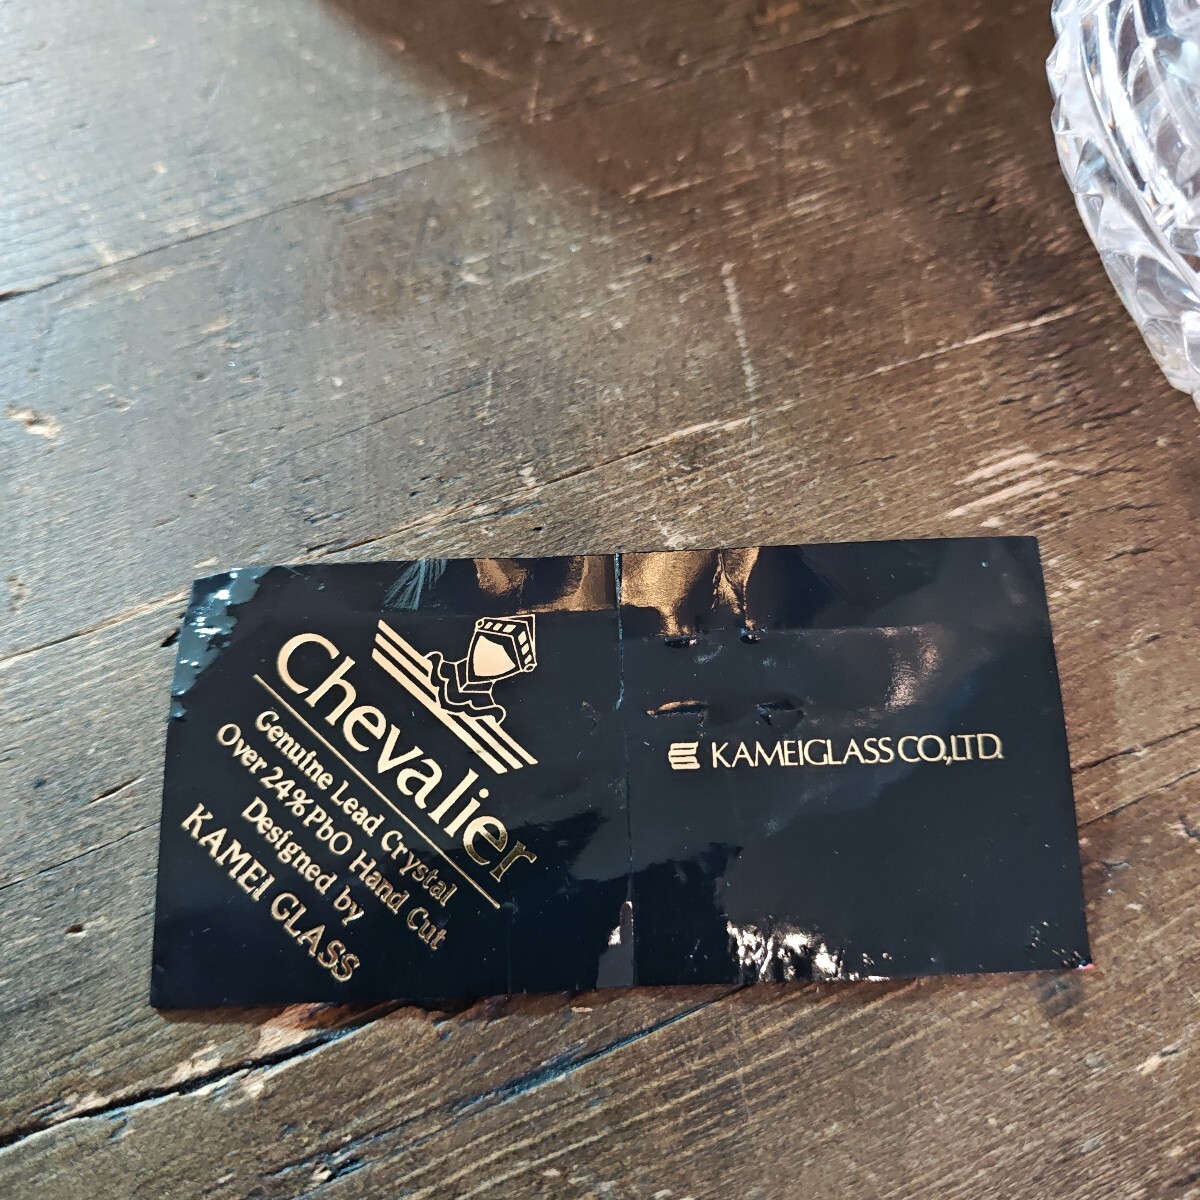 Chevalier
Genuine Lead Crystal
Over 24% PbO Hand Cut
Designed by
KAMEI GLASS
KAMEIGLASS CO.,LTD.